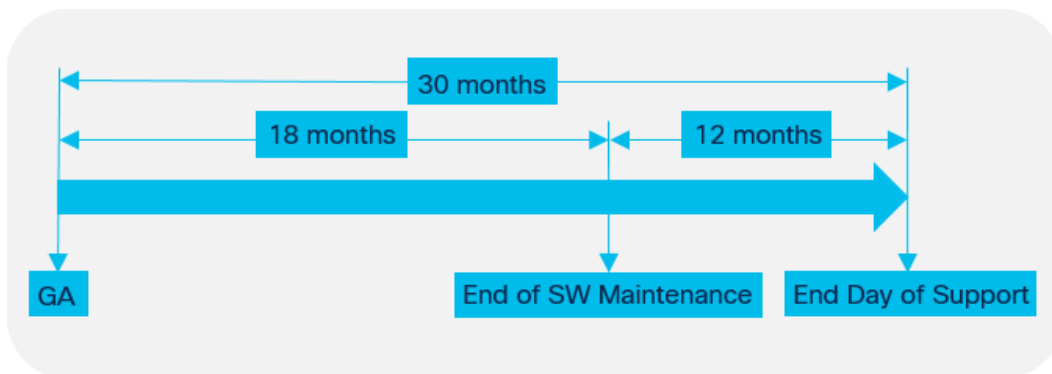 30 months
18 months
12 months
GA
End of SW Maintenance
End Day of Support